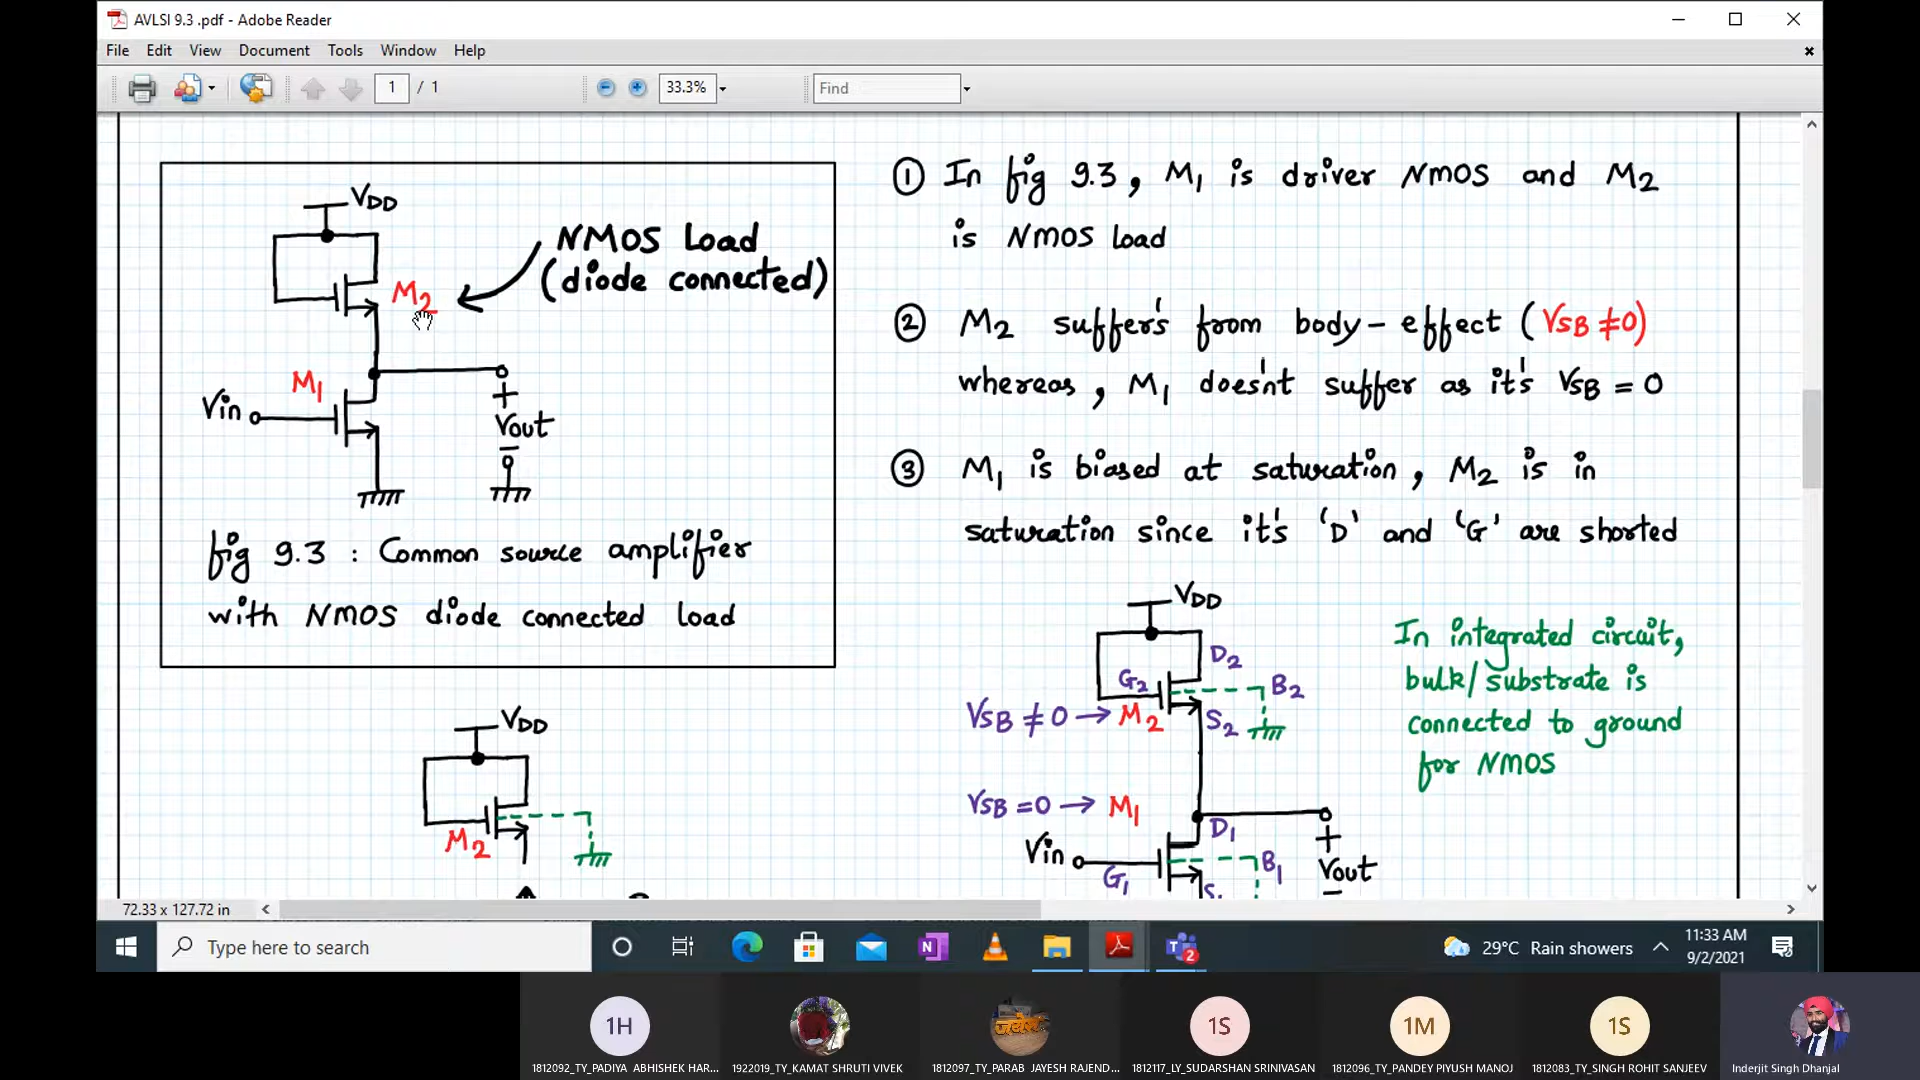 AVLSI 9.3 .pdf - Adobe Reader
File Edit View Document Tools Window Help
1 / 1 33.3% Find
VDD
NMOS Load
(diode connected)
M2
M1
Vin
+
Vout
-
fig 9.3 : Common source amplifier
with NMOS diode connected load
VDD
M2
① In fig 9.3, M1 is driver NMOS and M2
is NMOS load
② M2 suffer's from body-effect (VSB ≠0)
whereas, M1 does'nt suffer as it's VSB = 0
③ M1 is biased at saturation, M2 is in
saturation since it's 'D' and 'G' are shorted
VDD
D2
G2
B2
VSB ≠ 0 → M2
S2
In integrated circuit,
bulk/substrate is
connected to ground
for NMOS
VSB =0 → M1
D1
+
Vin
B1
Vout
G1
-
72.33 x 127.72 in
Type here to search
2
29°C Rain showers
11:33 AM
9/2/2021
1H
1S
1M
1S
1812092_TY_PADIYA ABHISHEK HAR...
1922019_TY_KAMAT SHRUTI VIVEK
1812097_TY_PARAB JAYESH RAJEND...
1812117_LY_SUDARSHAN SRINIVASAN
1812096_TY_PANDEY PIYUSH MANOJ
1812083_TY_SINGH ROHIT SANJEEV
Inderjit Singh Dhanjal